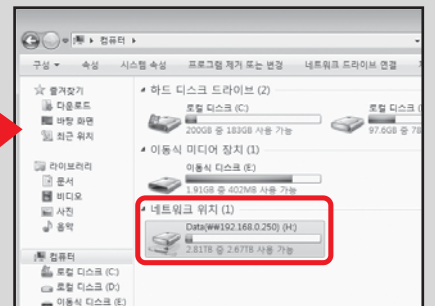 컴퓨터
구성 속성 시스템 속성 프로그램 제거 또는 변경 네트워크 드라이브 연결
즐겨찾기
다운로드
바탕 화면
최근 위치
라이브러리
문서
비디오
사진
음악
컴퓨터
로컬 디스크 (C:)
로컬 디스크 (D:)
이동식 디스크 (E:)
하드 디스크 드라이브 (2)
로컬 디스크 (C:)
200GB 중 183GB 사용 가능
로컬 디스크 (
97.6GB 중 78
이동식 미디어 장치 (1)
이동식 디스크 (E:)
1.91GB 중 402MB 사용 가능
네트워크 위치 (1)
Data(₩₩192.168.0.250) (H:)
2.81TB 중 2.67TB 사용 가능